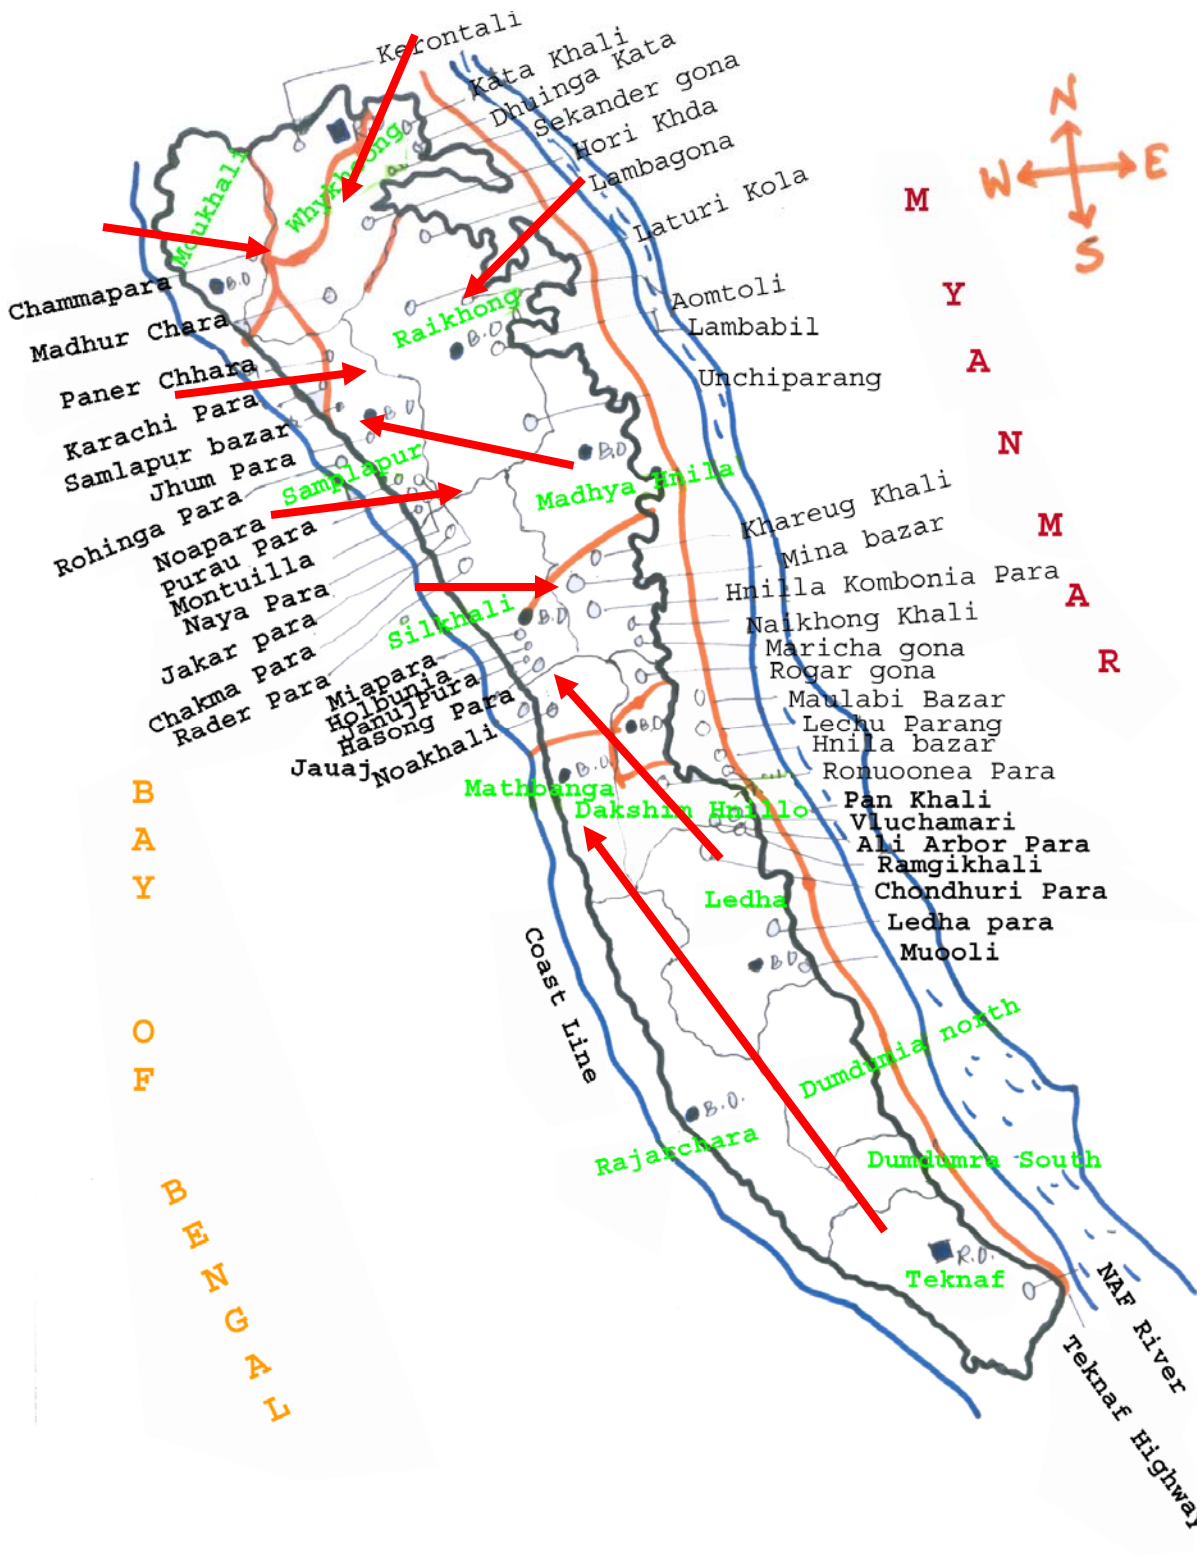 Kerontali
Kata Khali
Dhuinga Kata
Sekander gona
Hori Khda
Lambagona
Laturi Kola
Aomtoli
Lambabil
Unchiparang
N
W
E
S
M
Y
A
N
M
A
R
Moukhali
Whykheong
B.D
Chammapara
Madhur Chara
Raikhong
B.D
Paner Chhara
Karachi Para
B D
Samlapur bazar
Jhum Para
Samplapur
B.D
Madhya Hnila
Rohinga Para
Noapara
Purau Para
Montuilla
Naya Para
Jakar para
Chakma Para
Rader Para
Silkhali
B.D
Khareug Khali
Mina bazar
Hnilla Kombonia Para
Naikhong Khali
Maricha gona
Rogar gona
Maulabi Bazar
Lechu Parang
Hnila bazar
Ronuoonea Para
Pan Khali
Vluchamari
Ali Arbor Para
Ramgikhali
Chondhuri Para
Ledha para
Muooli
Miapara
Holbunia
JanujPura
Hasong Para
Jauaj
Noakhali
B.D
B.D
Mathbanga
Dakshin Hnillo
Ledha
B D
BAY
OF
BENGAL
Coast Line
Dumdumia north
B.D.
Rajarchara
Dumdumra South
R.D.
Teknaf
NAF River
Teknaf Highway